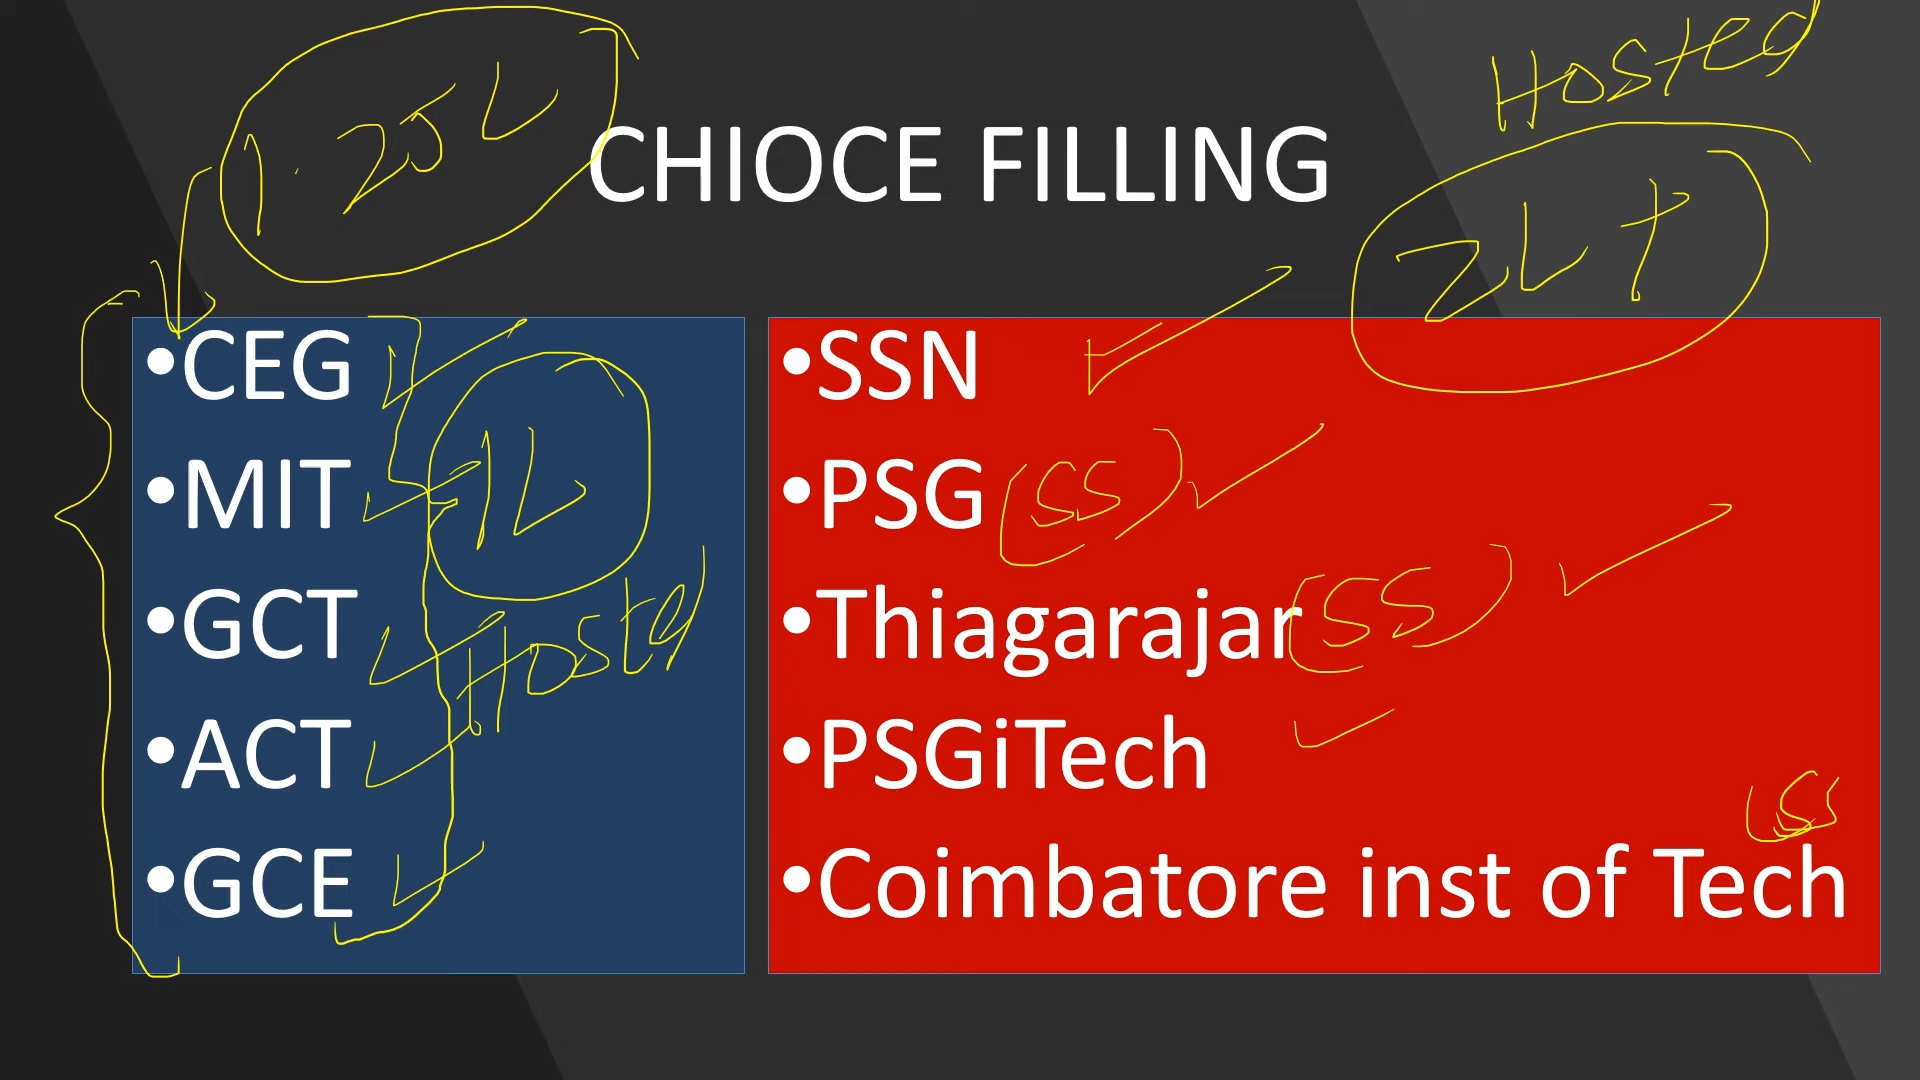 Hosted
1.25L
CHIOCE FILLING
2L+
•CEG
•MIT
•GCT
•ACT
•GCE
1L
Hosted
•SSN
•PSG (SS)
•Thiagarajar (SS)
•PSGiTech
(SS
•Coimbatore inst of Tech